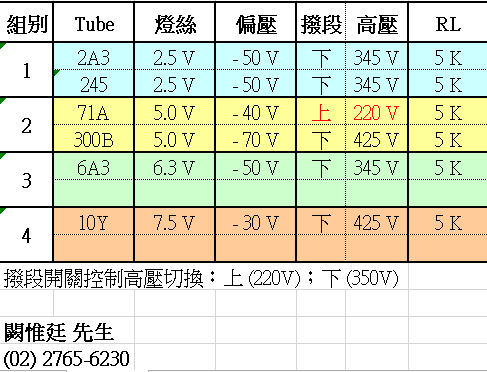 組別 Tube 燈絲 偏壓 撥段 高壓 RL
1 2A3 2.5 V -50 V 下 345 V 5 K
245 2.5 V -50 V 下 345 V 5 K
2 71A 5.0 V -40 V 上 220 V 5 K
300B 5.0 V -70 V 下 425 V 5 K
3 6A3 6.3 V -50 V 下 345 V 5 K
4 10Y 7.5 V -30 V 下 425 V 5 K
撥段開關控制高壓切換：上(220V)；下(350V)
闕惟廷 先生
(02) 2765-6230